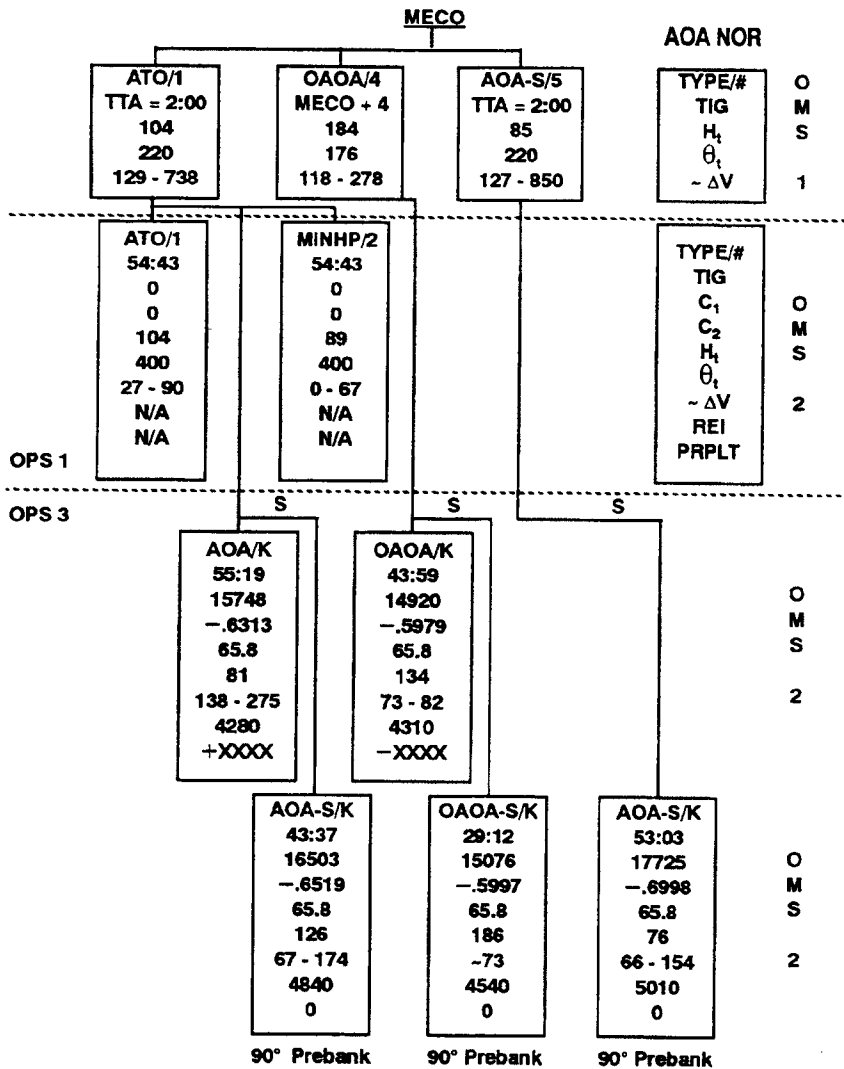 MECO
AOA NOR
ATO/1
TTA = 2:00
104
220
129 - 738
OAOA/4
MECO + 4
184
176
118 - 278
AOA-S/5
TTA = 2:00
85
220
127 - 850
TYPE/#
TIG
Hₜ
θₜ
~ ΔV
O
M
S
1
ATO/1
54:43
0
0
104
400
27 - 90
N/A
N/A
MINHP/2
54:43
0
0
89
400
0 - 67
N/A
N/A
TYPE/#
TIG
C₁
C₂
Hₜ
θₜ
~ ΔV
REI
PRPLT
O
M
S
2
OPS 1
OPS 3
S
S
S
AOA/K
55:19
15748
−.6313
65.8
81
138 - 275
4280
+XXXX
OAOA/K
43:59
14920
−.5979
65.8
134
73 - 82
4310
−XXXX
O
M
S
2
AOA-S/K
43:37
16503
−.6519
65.8
126
67 - 174
4840
0
90° Prebank
OAOA-S/K
29:12
15076
−.5997
65.8
186
~73
4540
0
90° Prebank
AOA-S/K
53:03
17725
−.6998
65.8
76
66 - 154
5010
0
90° Prebank
O
M
S
2